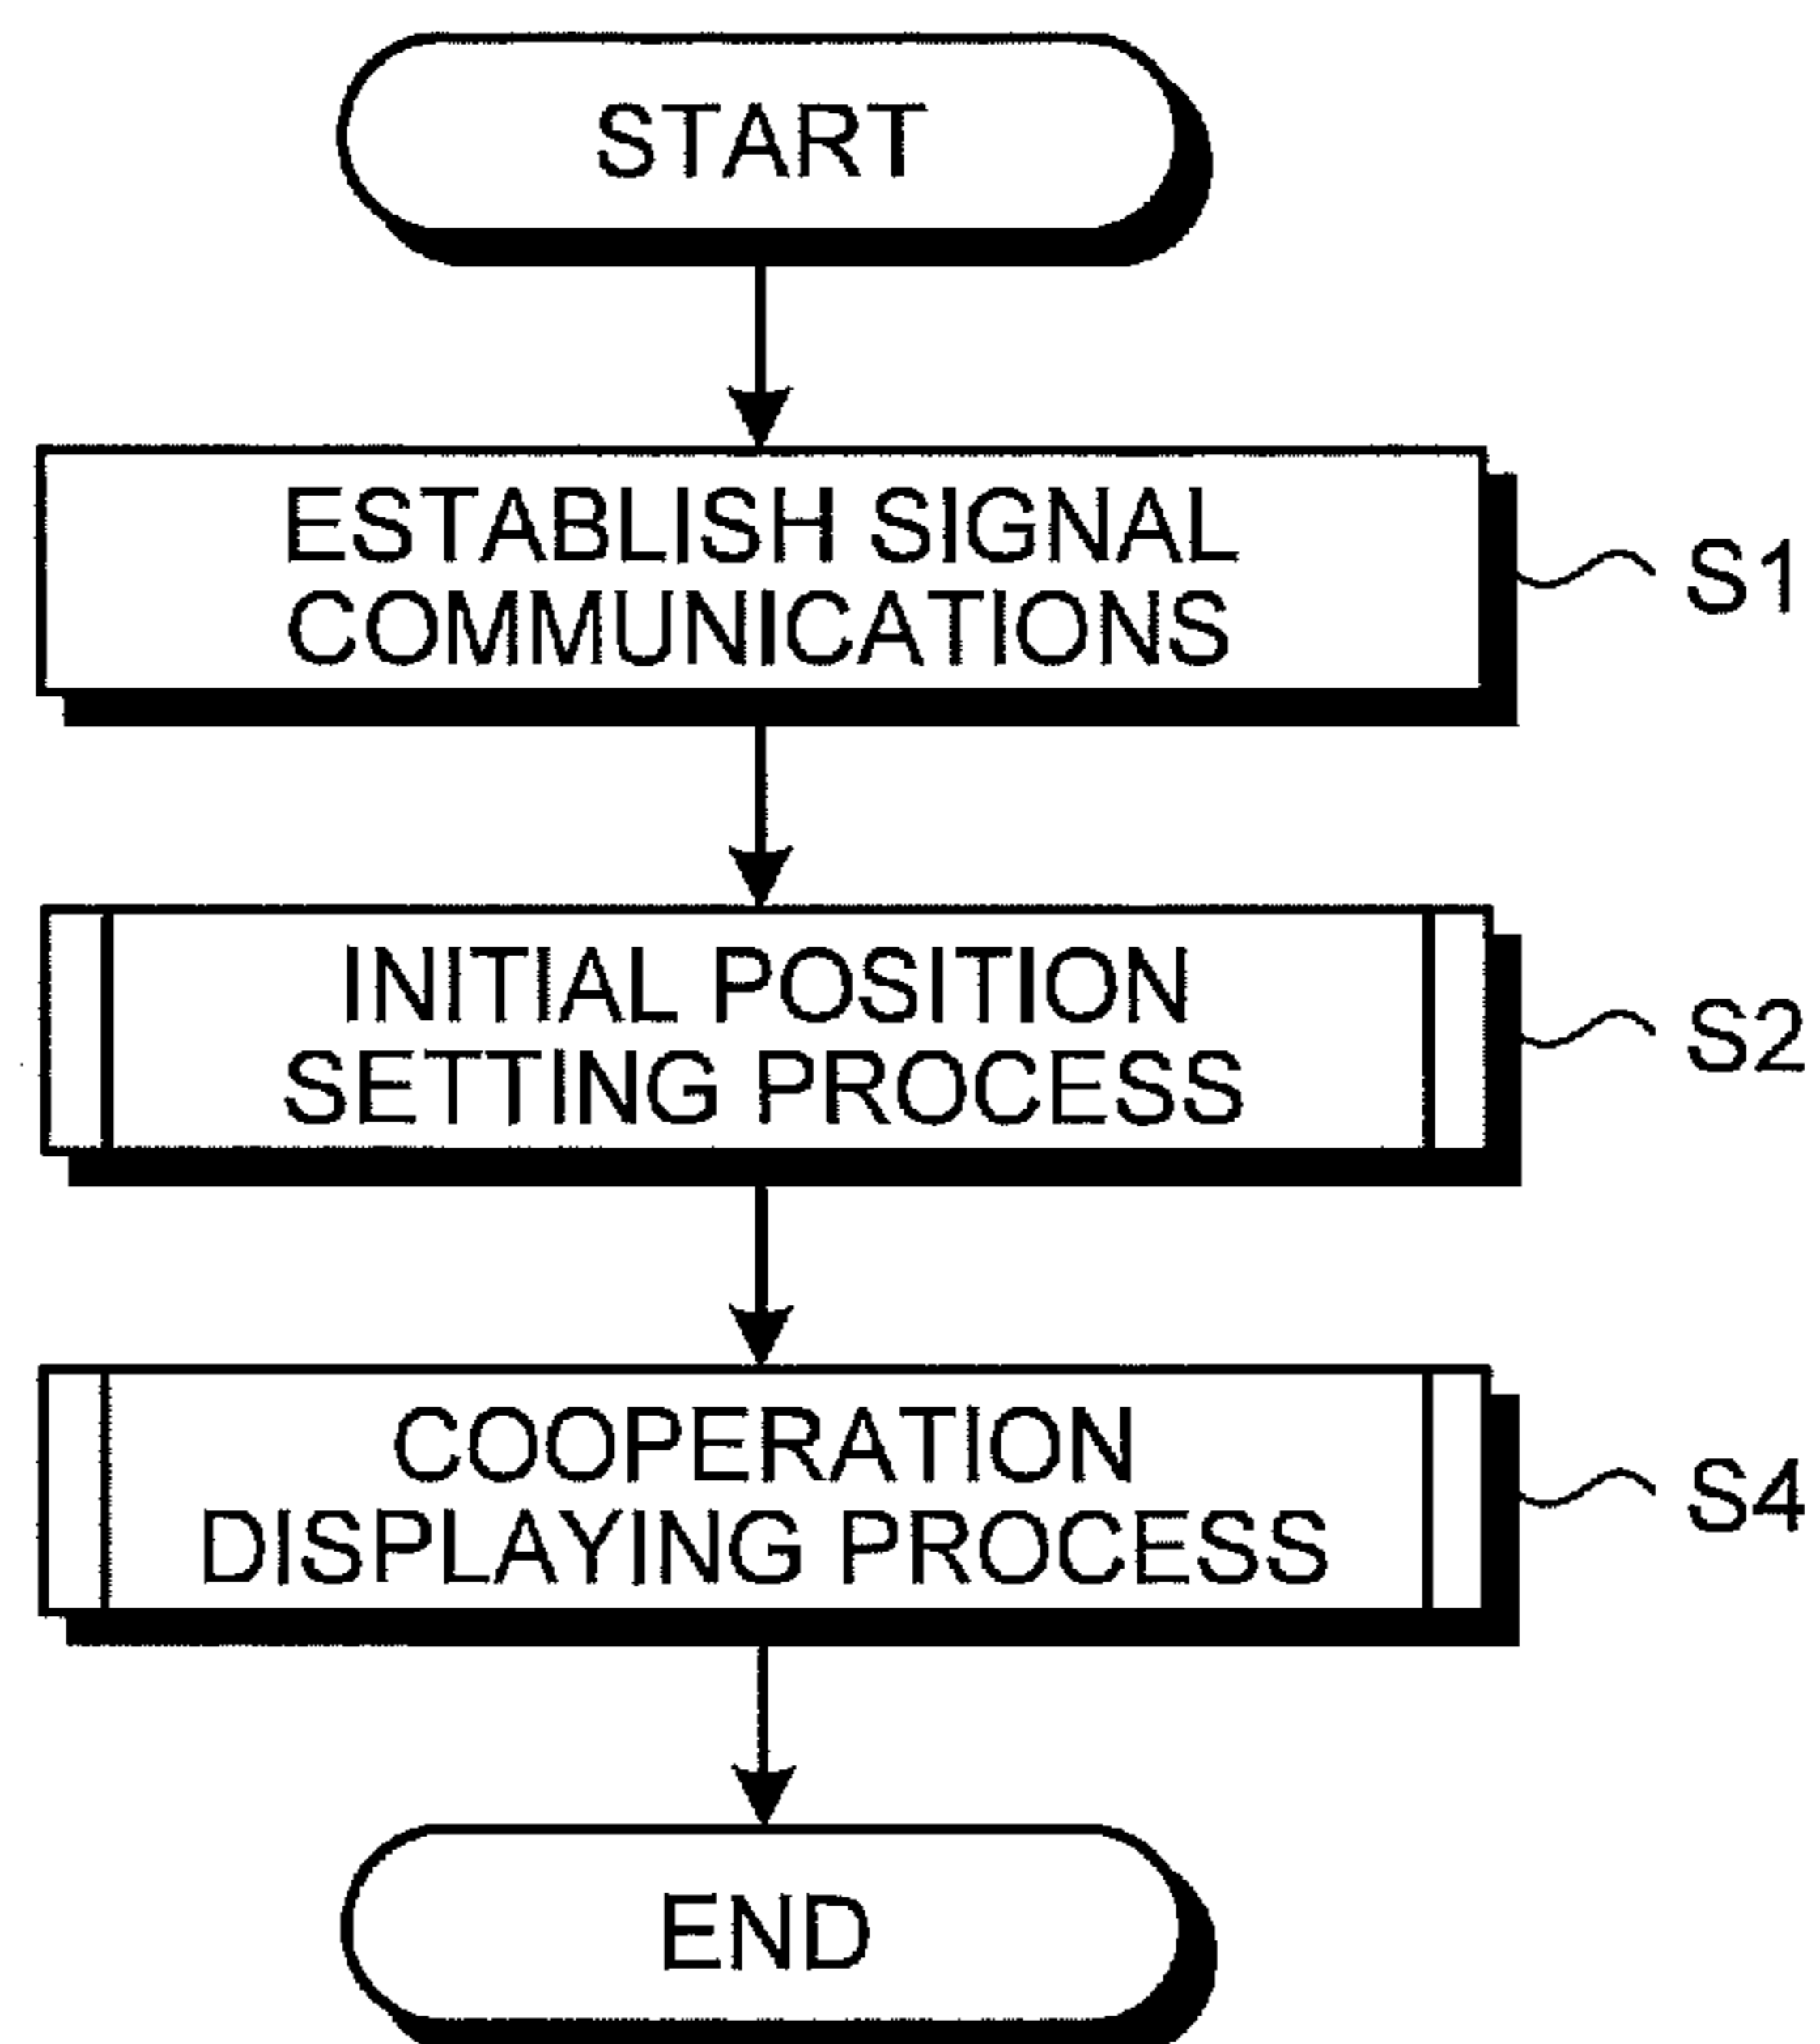 START
ESTABLISH SIGNAL
COMMUNICATIONS
S1
INITIAL POSITION
SETTING PROCESS
S2
COOPERATION
DISPLAYING PROCESS
S4
END